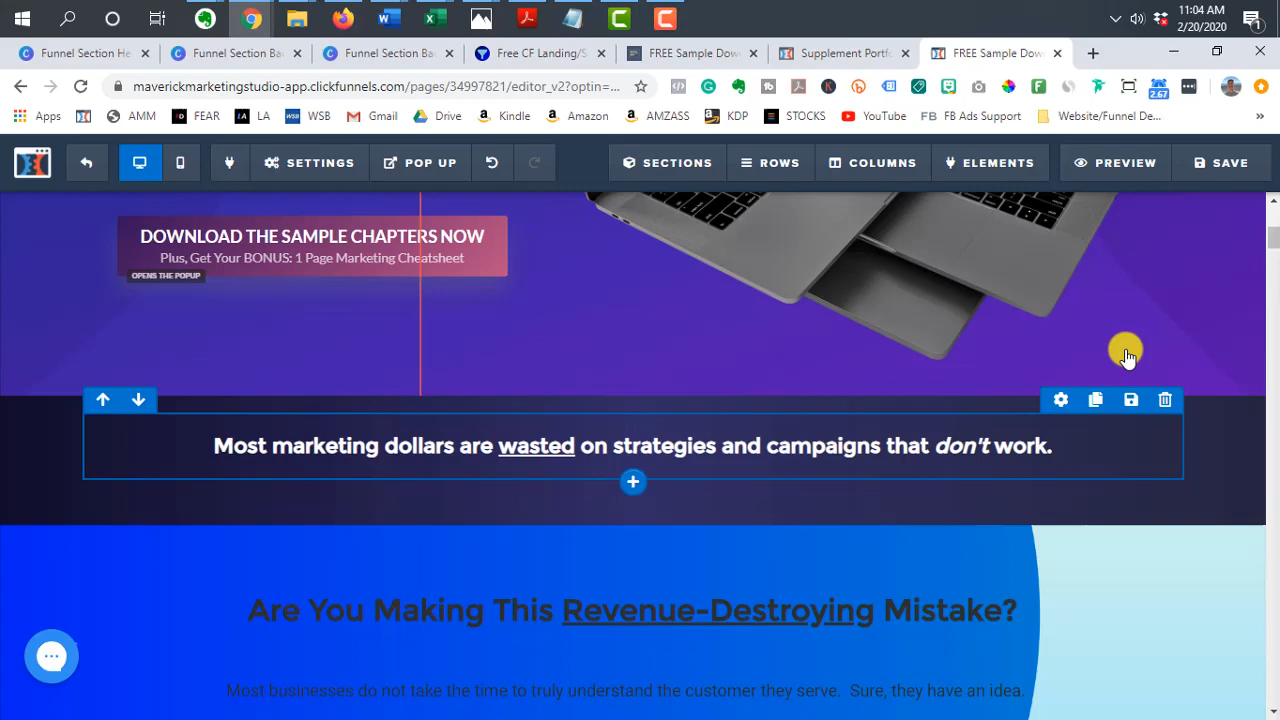 11:04 AM
2/20/2020
Funnel Section He
Funnel Section Ba
Funnel Section Ba
Free CF Landing/S
FREE Sample Dow
Supplement Portfo
FREE Sample Dow
maverickmarkingstudio-app.clickfunnels.com/pages/34997821/editor_v2?optin=...
2.67
Apps
AMM
FEAR
LA
WSB
Gmail
Drive
Kindle
Amazon
AMZASS
KDP
STOCKS
YouTube
FB Ads Support
Website/Funnel De...
SETTINGS
POP UP
SECTIONS
ROWS
COLUMNS
ELEMENTS
PREVIEW
SAVE
DOWNLOAD THE SAMPLE CHAPTERS NOW
Plus, Get Your BONUS: 1 Page Marketing Cheatsheet
OPENS THE POPUP
Most marketing dollars are wasted on strategies and campaigns that don't work.
Are You Making This Revenue-Destroying Mistake?
Most businesses do not take the time to truly understand the customer they serve. Sure, they have an idea.